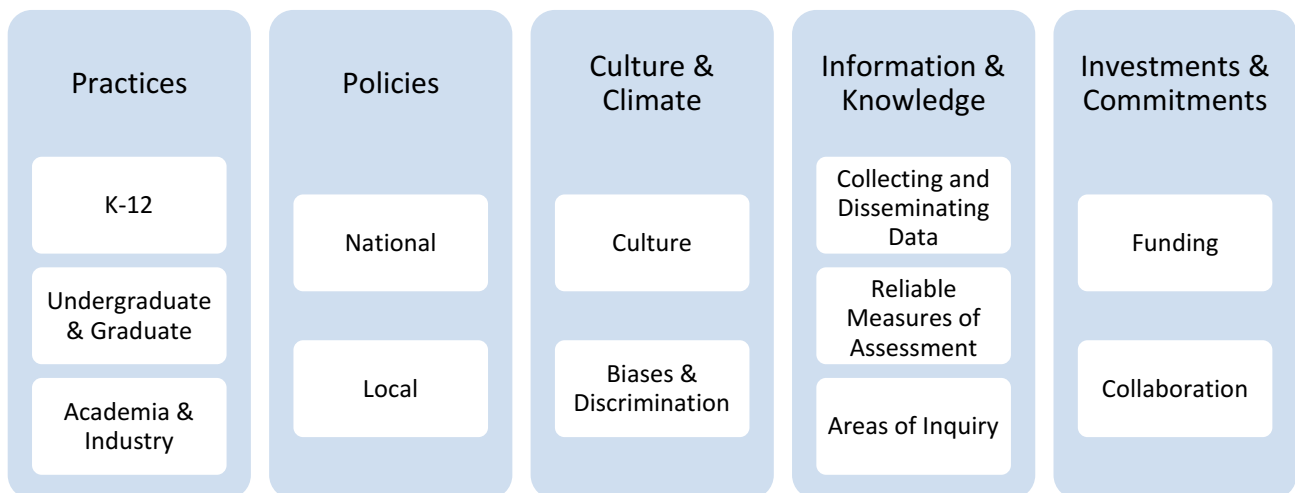 Practices
K-12
Undergraduate
& Graduate
Academia &
Industry
Policies
National
Local
Culture &
Climate
Culture
Biases &
Discrimination
Information &
Knowledge
Collecting and
Disseminating
Data
Reliable
Measures of
Assessment
Areas of Inquiry
Investments &
Commitments
Funding
Collaboration